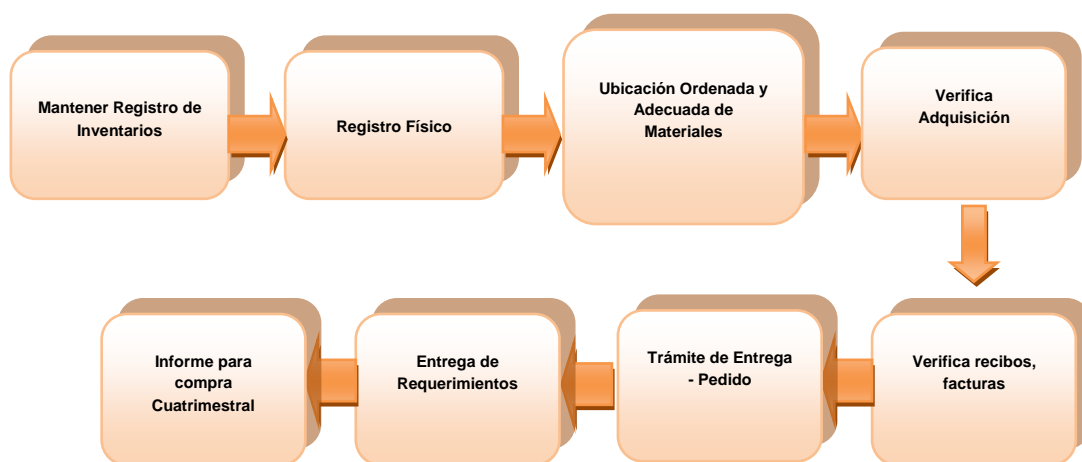 Mantener Registro de
Inventarios
Registro Físico
Ubicación Ordenada y
Adecuada de
Materiales
Verifica
Adquisición
Verifica recibos,
facturas
Trámite de Entrega
- Pedido
Entrega de
Requerimientos
Informe para
compra
Cuatrimestral